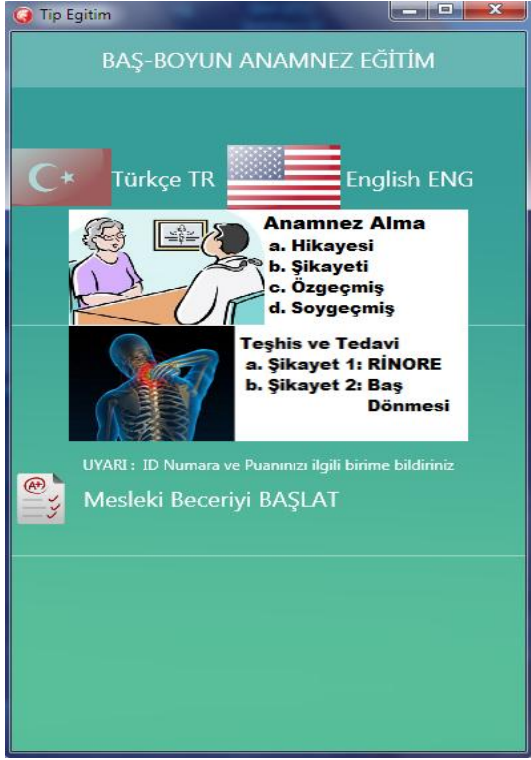 Tip Egitim
BAŞ-BOYUN ANAMNEZ EĞİTİM
Türkçe TR
English ENG
Anamnez Alma
a. Hikayesi
b. Şikayeti
c. Özgeçmiş
d. Soygeçmiş
Teşhis ve Tedavi
a. Şikayet 1: RİNORE
b. Şikayet 2: Baş
Dönmesi
UYARI : ID Numara ve Puanınızı ilgili birime bildiriniz
A+
Mesleki Beceriyi BAŞLAT